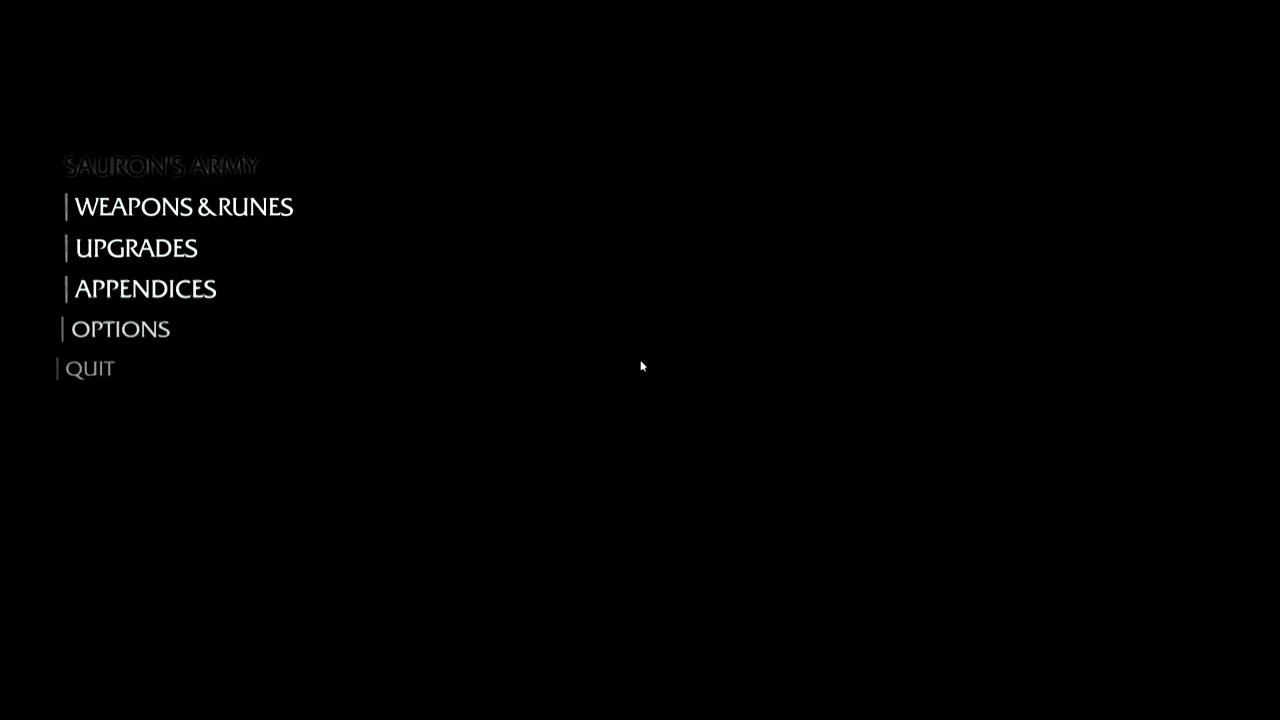 SAURON'S ARMY
WEAPONS & RUNES
UPGRADES
APPENDICES
OPTIONS
QUIT